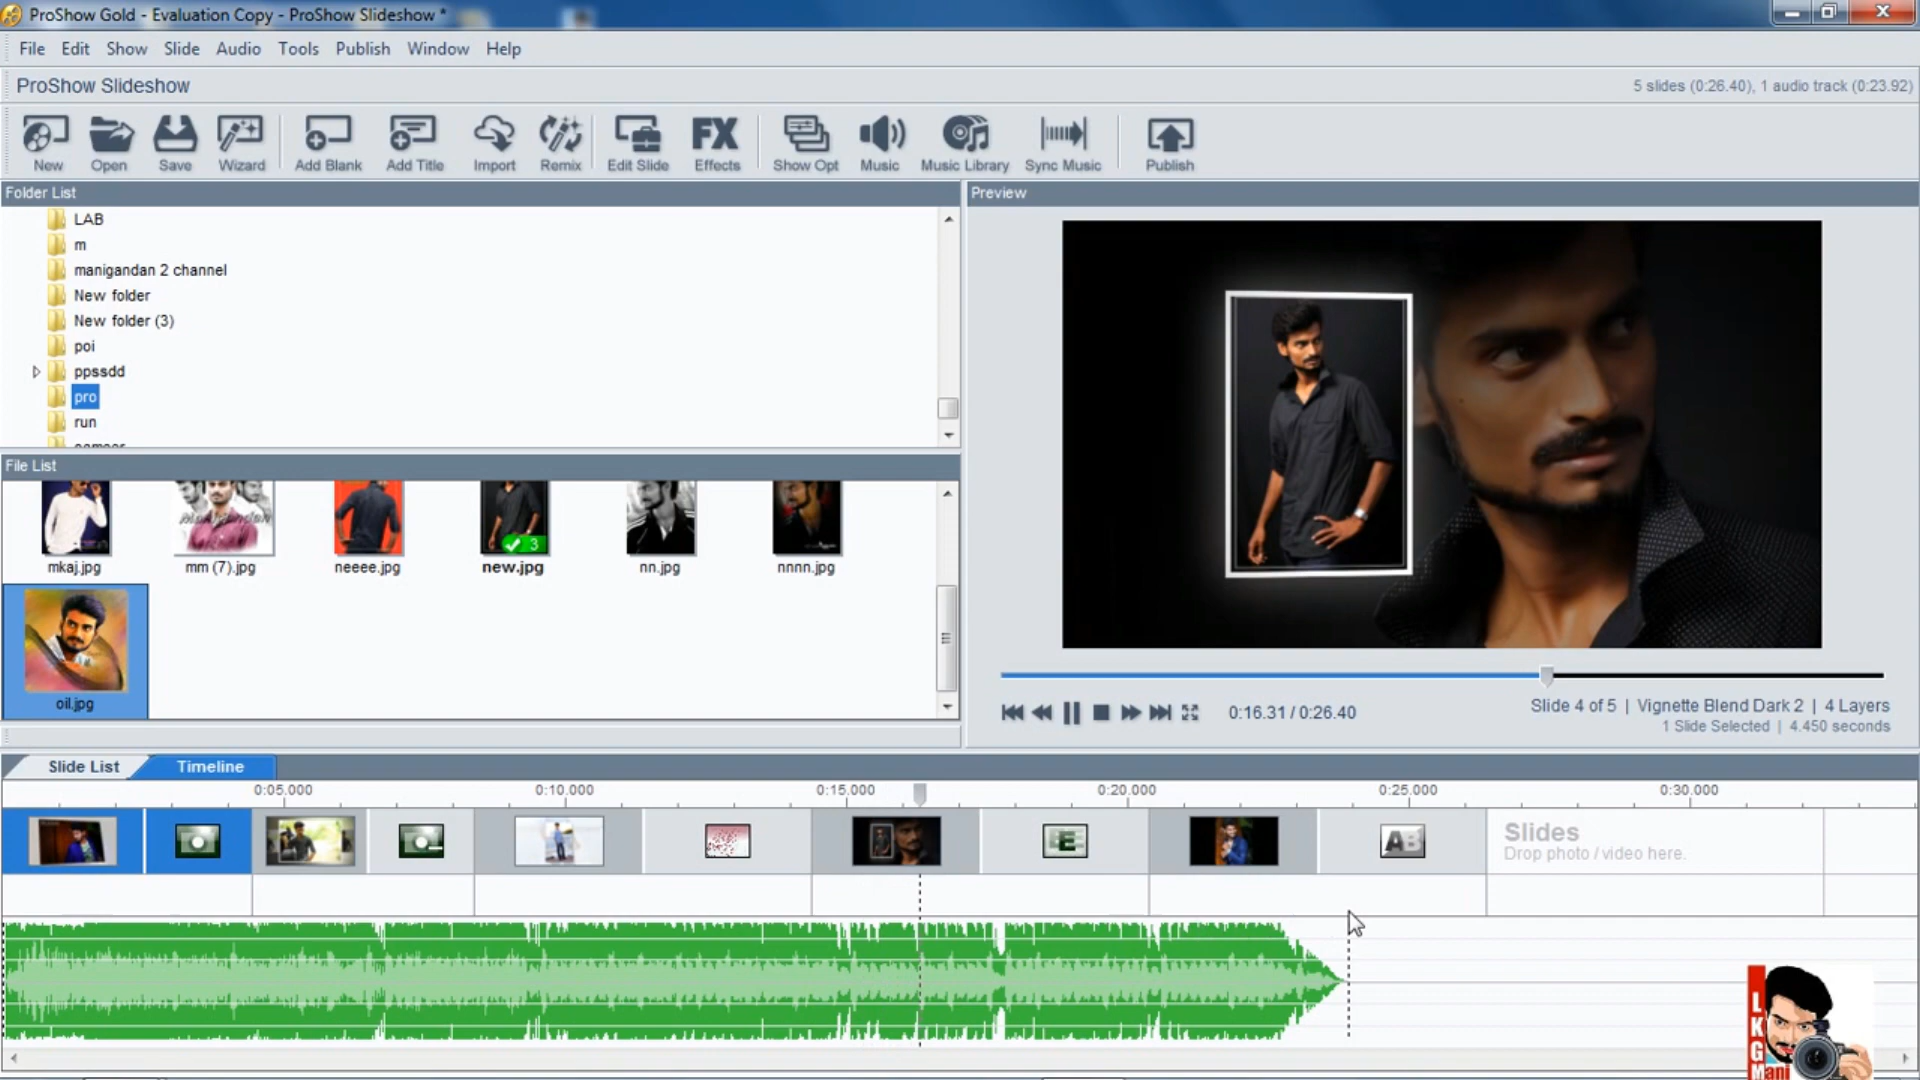 ProShow Gold - Evaluation Copy - ProShow Slideshow *
File Edit Show Slide Audio Tools Publish Window Help
ProShow Slideshow
5 slides (0:26.40), 1 audio track (0:23.92)
New Open Save Wizard Add Blank Add Title Import Remix Edit Slide FX Effects Show Opt Music Music Library Sync Music Publish
Folder List
Preview
LAB
m
manigandan 2 channel
New folder
New folder (3)
poi
ppssdd
pro
run
File List
3
mkaj.jpg mm (7).jpg neeee.jpg new.jpg nn.jpg nnnn.jpg
oil.jpg
0:16.31 / 0:26.40
Slide 4 of 5 | Vignette Blend Dark 2 | 4 Layers
1 Slide Selected | 4.450 seconds
Slide List Timeline
0:05.000 0:10.000 0:15.000 0:20.000 0:25.000 0:30.000
E
AB
Slides
Drop photo / video here.
LKG
Mani